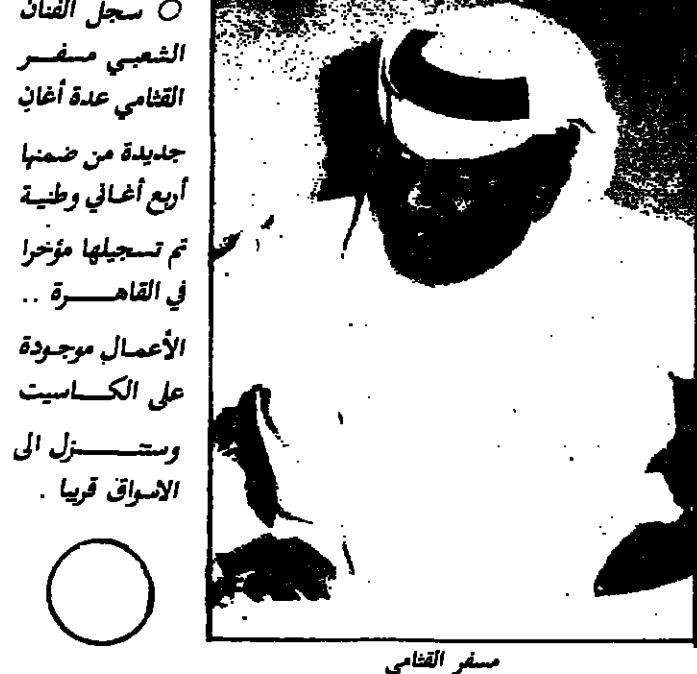 ○ سجل الفنان
الشعبي مسفر
القثامي عدة أغان
جديدة من ضمنها
أربع أغاني وطنية
تم تسجيلها مؤخرا
في القاهرة ..
الأعمال موجودة
على الكاسيت
وستنزل الى
الاسواق قريبا .
مسفر القثامي